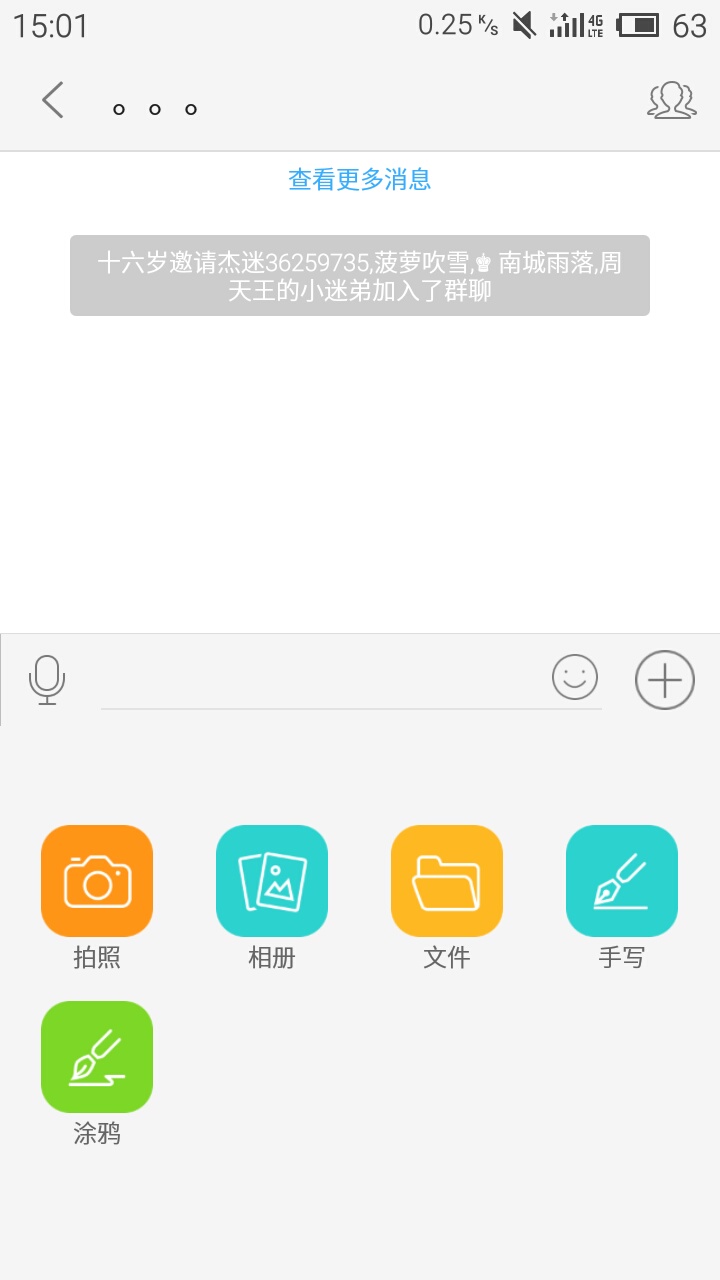 15:01 0.25 K/s 4G LTE 63
。。。
查看更多消息
十六岁邀请杰迷36259735,菠萝吹雪,♚ 南城雨落,周
天王的小迷弟加入了群聊
拍照 相册 文件 手写
涂鸦